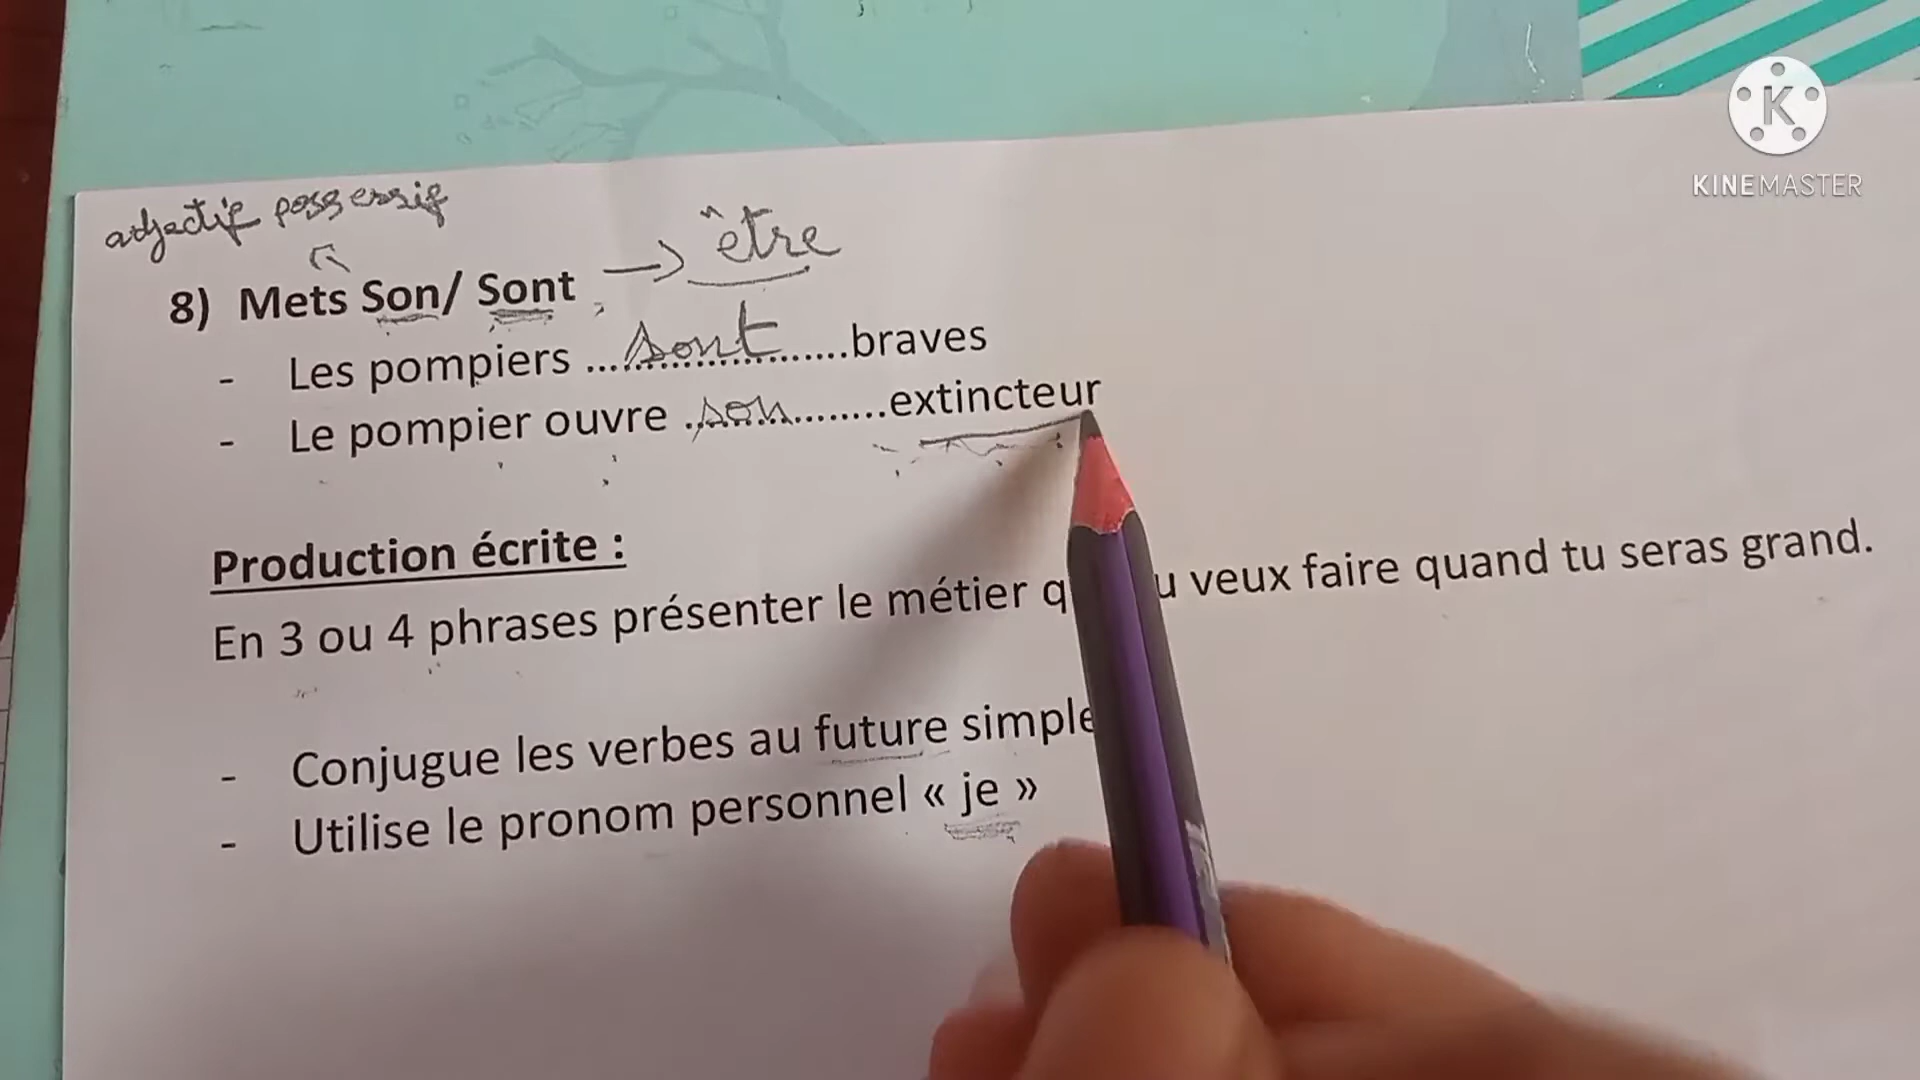 K
KINEMASTER
adjectif possessif
8) Mets Son/ Sont → être
- Les pompiers ...sont...braves
- Le pompier ouvre ...son...extincteur
Production écrite :
En 3 ou 4 phrases présenter le métier q u veux faire quand tu seras grand.
- Conjugue les verbes au future simple
- Utilise le pronom personnel « je »